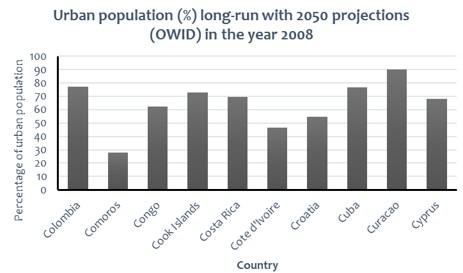 Urban population (%) long-run with 2050 projections
(OWID) in the year 2008
Percentage of urban population
100
90
80
70
60
50
40
30
20
10
0
Colombia
Comoros
Congo
Cook Islands
Costa Rica
Cote d'Ivoire
Croatia
Cuba
Curacao
Cyprus
Country